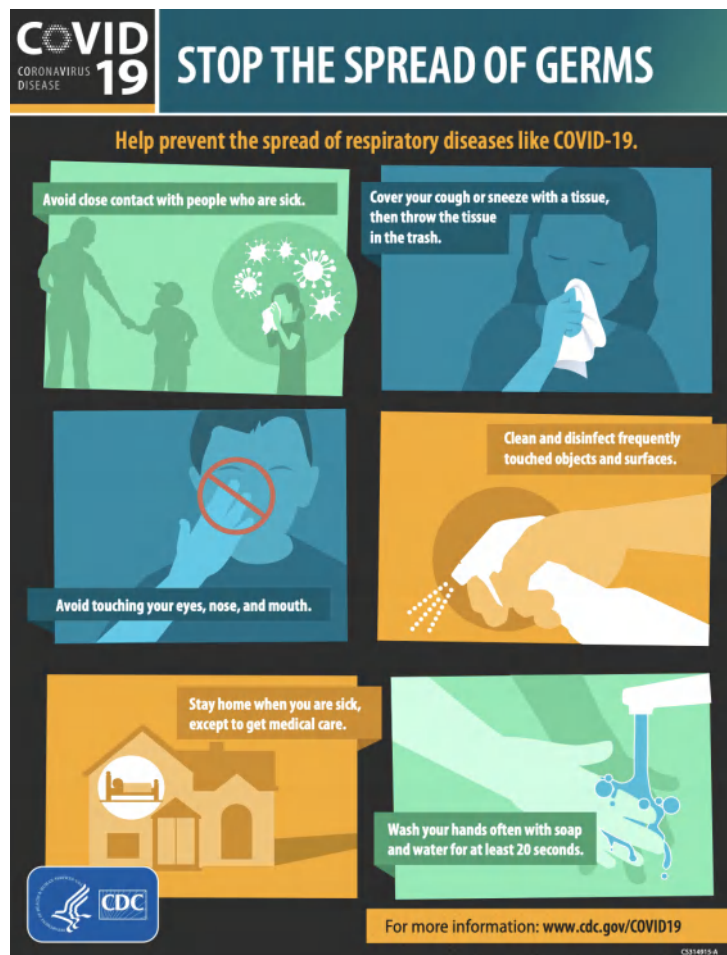 COVID
CORONAVIRUS
DISEASE
19
STOP THE SPREAD OF GERMS
Help prevent the spread of respiratory diseases like COVID-19.
Avoid close contact with people who are sick.
Cover your cough or sneeze with a tissue,
then throw the tissue
in the trash.
Avoid touching your eyes, nose, and mouth.
Clean and disinfect frequently
touched objects and surfaces.
Stay home when you are sick,
except to get medical care.
Wash your hands often with soap
and water for at least 20 seconds.
CDC
For more information: www.cdc.gov/COVID19
CS314915-A